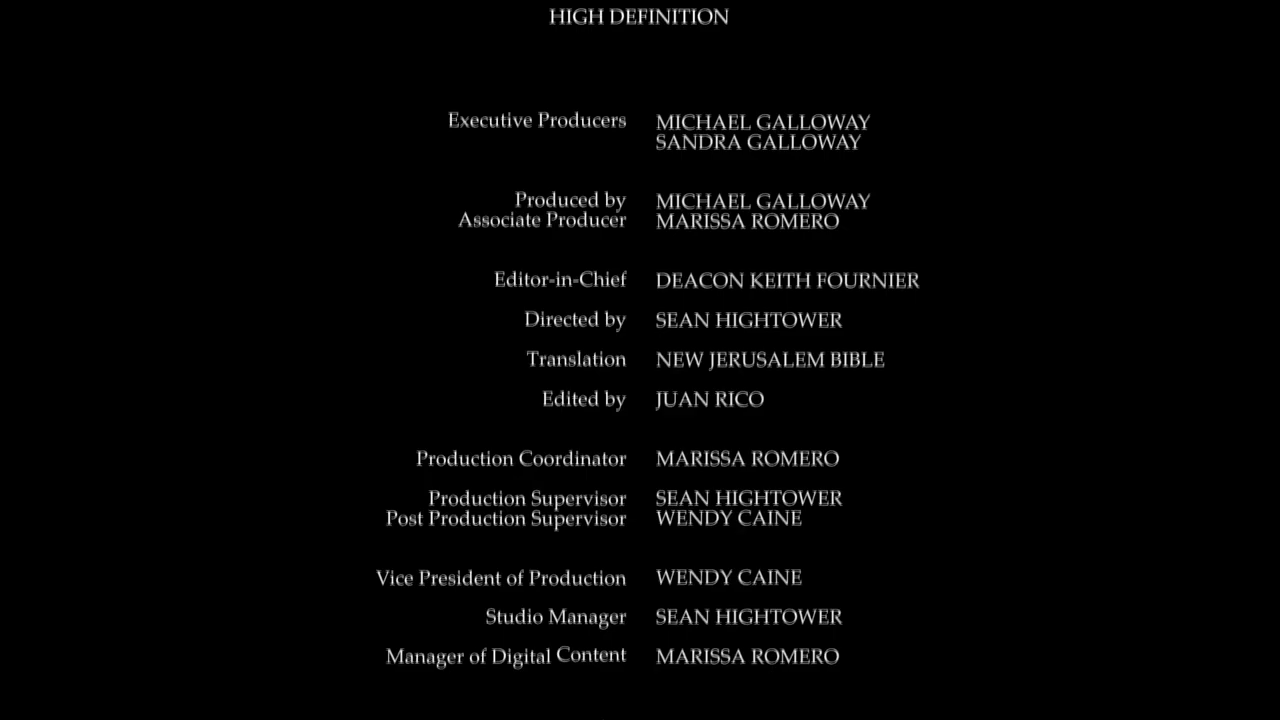 HIGH DEFINITION
Executive Producers MICHAEL GALLOWAY
SANDRA GALLOWAY
Produced by MICHAEL GALLOWAY
Associate Producer MARISSA ROMERO
Editor-in-Chief DEACON KEITH FOURNIER
Directed by SEAN HIGHTOWER
Translation NEW JERUSALEM BIBLE
Edited by JUAN RICO
Production Coordinator MARISSA ROMERO
Production Supervisor SEAN HIGHTOWER
Post Production Supervisor WENDY CAINE
Vice President of Production WENDY CAINE
Studio Manager SEAN HIGHTOWER
Manager of Digital Content MARISSA ROMERO